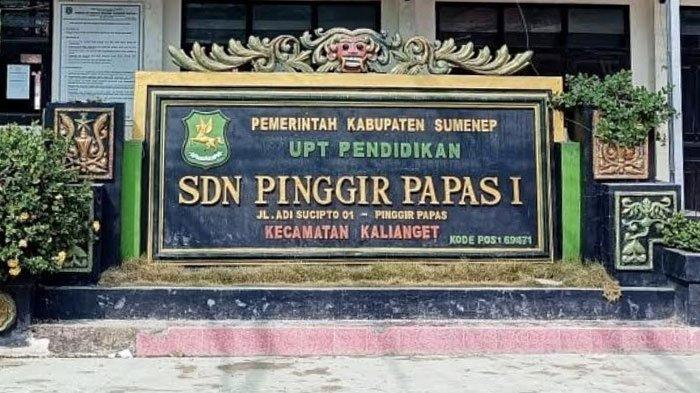 PEMERINTAH KABUPATEN SUMENEP
UPT PENDIDIKAN
SDN PINGGIR PAPAS I
JL. ADI SUCIPTO 01 - PINGGIR PAPAS
KECAMATAN KALIANGET
KODE POS : 69471